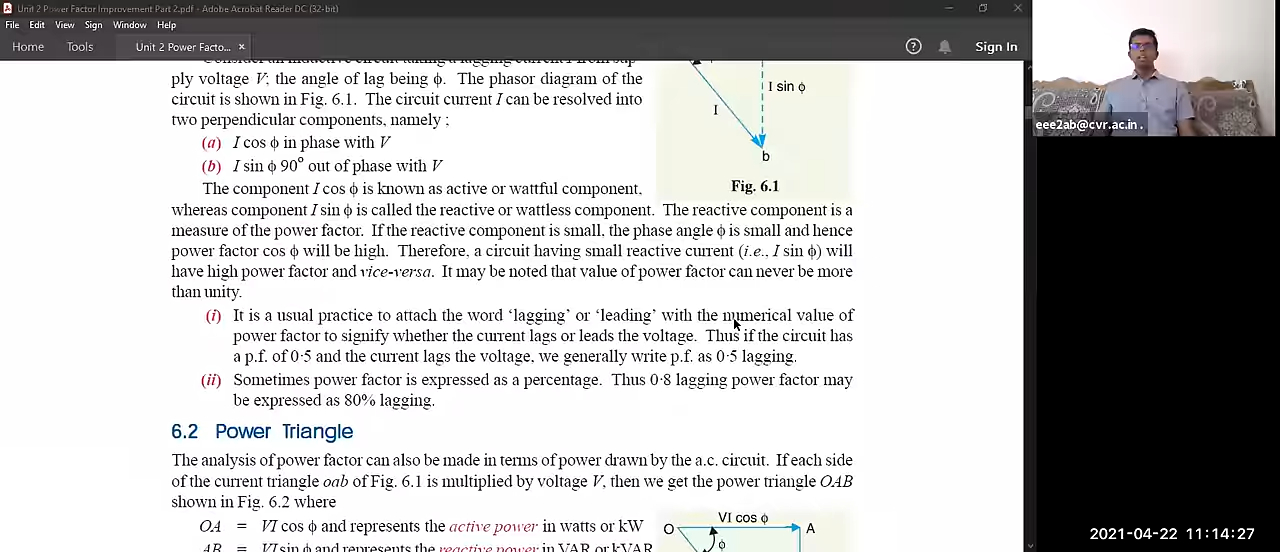 Unit 2 Power Factor Improvement Part 2.pdf - Adobe Acrobat Reader DC (32-bit)
File Edit View Sign Window Help
Home Tools Unit 2 Power Facto... × Sign In
ply voltage V; the angle of lag being ϕ. The phasor diagram of the
circuit is shown in Fig. 6.1. The circuit current I can be resolved into
two perpendicular components, namely ;
(a) I cos ϕ in phase with V
(b) I sin ϕ 90° out of phase with V
I sin ϕ
I
b
Fig. 6.1
The component I cos ϕ is known as active or wattful component,
whereas component I sin ϕ is called the reactive or wattless component. The reactive component is a
measure of the power factor. If the reactive component is small, the phase angle ϕ is small and hence
power factor cos ϕ will be high. Therefore, a circuit having small reactive current (i.e., I sin ϕ) will
have high power factor and vice-versa. It may be noted that value of power factor can never be more
than unity.
(i) It is a usual practice to attach the word ‘lagging’ or ‘leading’ with the numerical value of
power factor to signify whether the current lags or leads the voltage. Thus if the circuit has
a p.f. of 0·5 and the current lags the voltage, we generally write p.f. as 0·5 lagging.
(ii) Sometimes power factor is expressed as a percentage. Thus 0·8 lagging power factor may
be expressed as 80% lagging.
6.2 Power Triangle
The analysis of power factor can also be made in terms of power drawn by the a.c. circuit. If each side
of the current triangle oab of Fig. 6.1 is multiplied by voltage V, then we get the power triangle OAB
shown in Fig. 6.2 where
OA = VI cos ϕ and represents the active power in watts or kW
AB = VI sin ϕ and represents the reactive power in VAR or kVAR
VI cos ϕ
O A
ϕ
eee2ab@cvr.ac.in .
2021-04-22 11:14:27